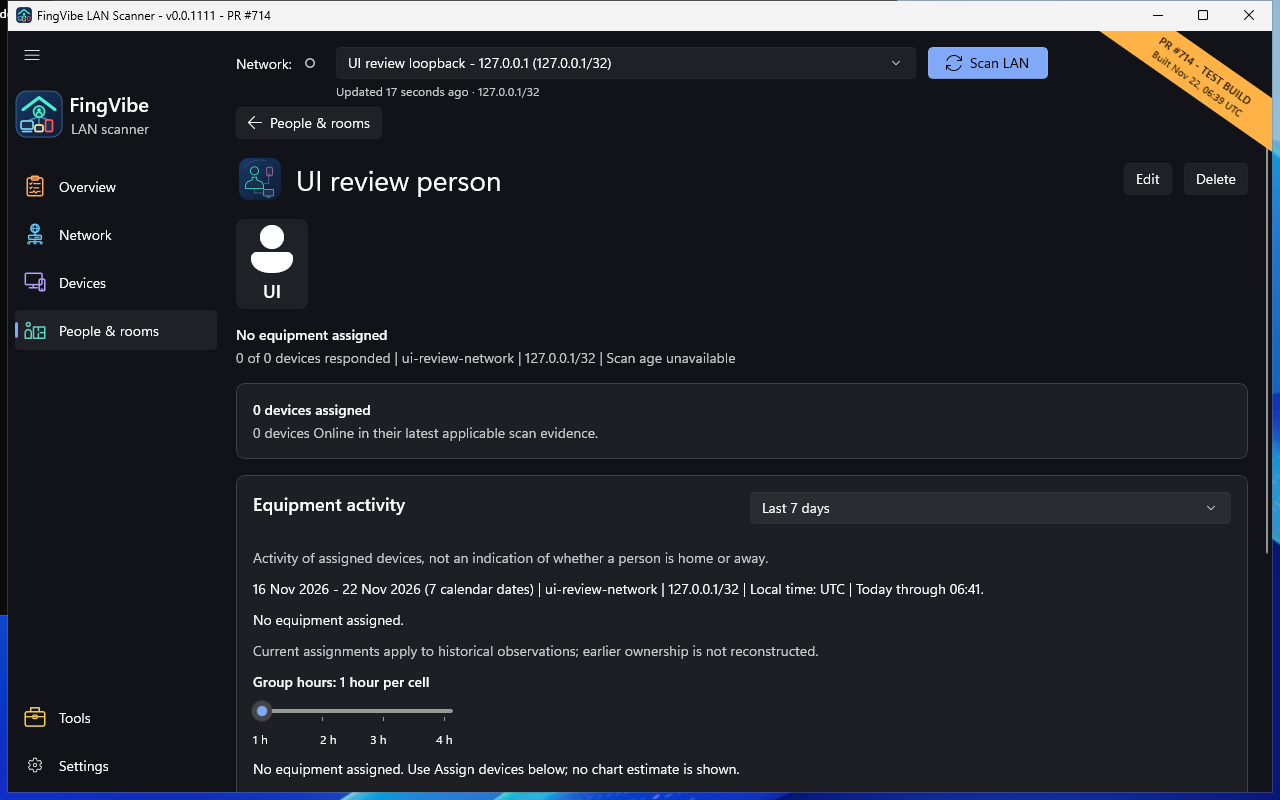 FingVibe LAN Scanner - v0.0.1111 - PR #714
PR #714 - TEST BUILD
Built Nov 22, 06:39 UTC
Network:
UI review loopback - 127.0.0.1 (127.0.0.1/32)
Scan LAN
Updated 17 seconds ago · 127.0.0.1/32
FingVibe
LAN scanner
People & rooms
UI review person
Edit
Delete
Overview
Network
Devices
People & rooms
UI
No equipment assigned
0 of 0 devices responded | ui-review-network | 127.0.0.1/32 | Scan age unavailable
0 devices assigned
0 devices Online in their latest applicable scan evidence.
Equipment activity
Last 7 days
Activity of assigned devices, not an indication of whether a person is home or away.
16 Nov 2026 - 22 Nov 2026 (7 calendar dates) | ui-review-network | 127.0.0.1/32 | Local time: UTC | Today through 06:41.
No equipment assigned.
Current assignments apply to historical observations; earlier ownership is not reconstructed.
Group hours: 1 hour per cell
1 h 2 h 3 h 4 h
No equipment assigned. Use Assign devices below; no chart estimate is shown.
Tools
Settings